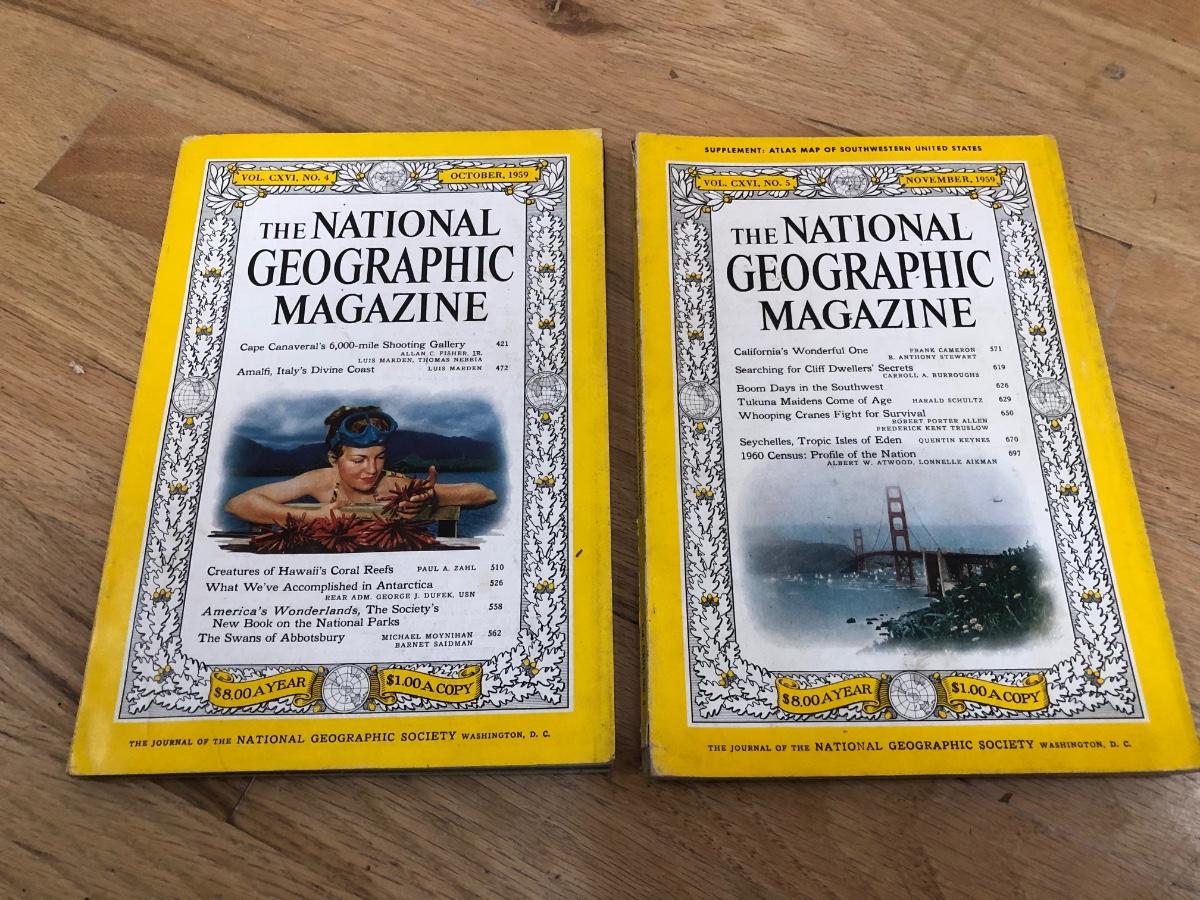 VOL. CXVI, NO. 4
OCTOBER, 1959
THE NATIONAL
GEOGRAPHIC
MAGAZINE
Cape Canaveral's 6,000-mile Shooting Gallery 421
ALLAN C. FISHER, JR.
LUIS MARDEN, THOMAS NEBBIA
Amalfi, Italy's Divine Coast LUIS MARDEN 472
Creatures of Hawaii's Coral Reefs PAUL A. ZAHL 510
What We've Accomplished in Antarctica 526
REAR ADM. GEORGE J. DUFEK, USN
America's Wonderlands, The Society's 558
New Book on the National Parks
The Swans of Abbotsbury MICHAEL MOYNIHAN 562
BARNET SAIDMAN
$8.00 A YEAR
$1.00 A COPY
THE JOURNAL OF THE NATIONAL GEOGRAPHIC SOCIETY WASHINGTON, D. C.
SUPPLEMENT: ATLAS MAP OF SOUTHWESTERN UNITED STATES
VOL. CXVI, NO. 5
NOVEMBER, 1959
THE NATIONAL
GEOGRAPHIC
MAGAZINE
California's Wonderful One FRANK CAMERON 571
B. ANTHONY STEWART
Searching for Cliff Dwellers' Secrets 619
CARROLL A. BURROUGHS
Boom Days in the Southwest 626
Tukuna Maidens Come of Age HARALD SCHULTZ 629
Whooping Cranes Fight for Survival 650
ROBERT PORTER ALLEN
FREDERICK KENT TRUSLOW
Seychelles, Tropic Isles of Eden QUENTIN KEYNES 670
1960 Census: Profile of the Nation 697
ALBERT W. ATWOOD, LONNELLE AIKMAN
$8.00 A YEAR
$1.00 A COPY
THE JOURNAL OF THE NATIONAL GEOGRAPHIC SOCIETY WASHINGTON, D. C.